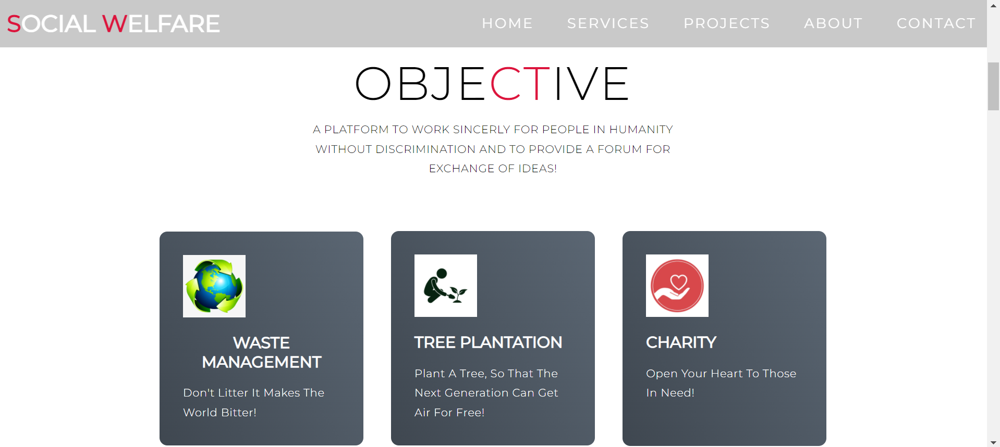 SOCIAL WELFARE
HOME SERVICES PROJECTS ABOUT CONTACT
OBJECTIVE
A PLATFORM TO WORK SINCERLY FOR PEOPLE IN HUMANITY
WITHOUT DISCRIMINATION AND TO PROVIDE A FORUM FOR
EXCHANGE OF IDEAS!
WASTE
MANAGEMENT
Don't Litter It Makes The
World Bitter!
TREE PLANTATION
Plant A Tree, So That The
Next Generation Can Get
Air For Free!
CHARITY
Open Your Heart To Those
In Need!